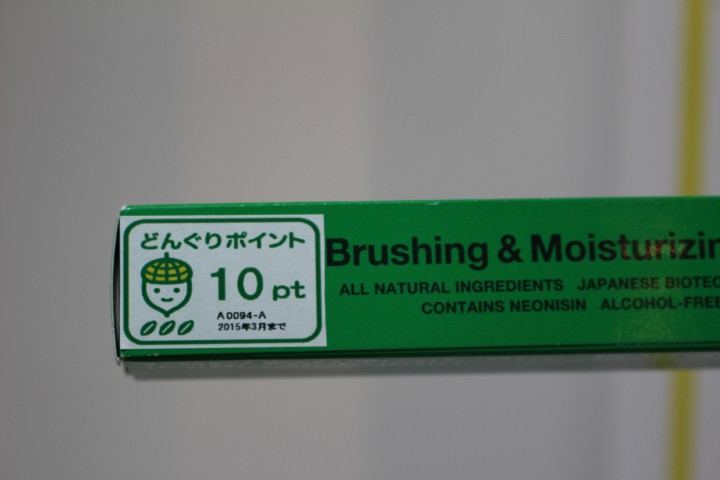 どんぐりポイント
10 pt
A0094-A
2015年3月まで
Brushing & Moisturizin
ALL NATURAL INGREDIENTS JAPANESE BIOTEC
CONTAINS NEONISIN ALCOHOL-FREE